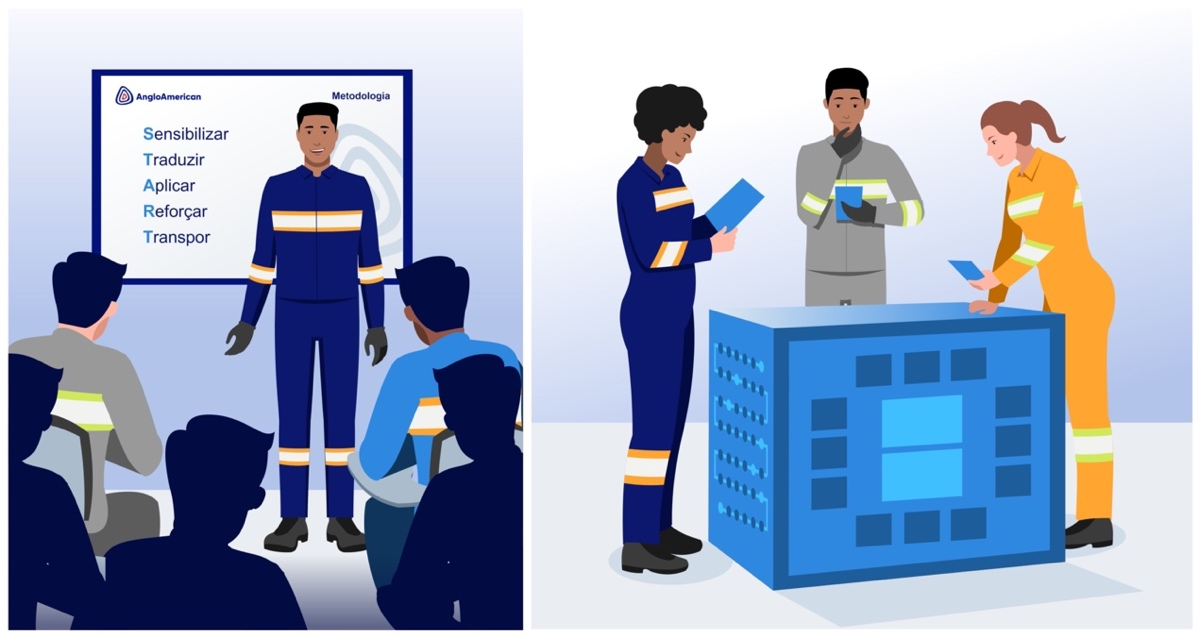 AngloAmerican
Metodologia
Sensibilizar
Traduzir
Aplicar
Reforçar
Transpor